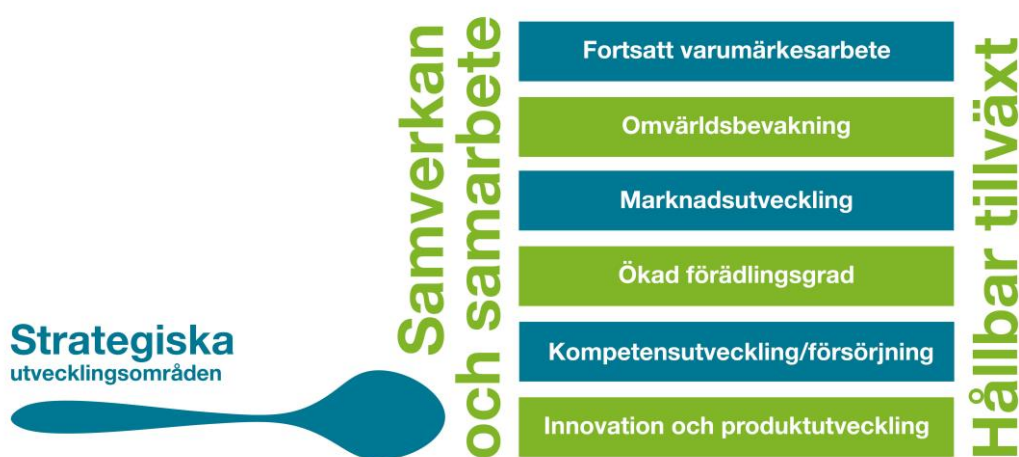 Strategiska
utvecklingsområden
Samverkan
och samarbete
Fortsatt varumärkesarbete
Omvärldsbevakning
Marknadsutveckling
Ökad förädlingsgrad
Kompetensutveckling/försörjning
Innovation och produktutveckling
Hållbar tillväxt